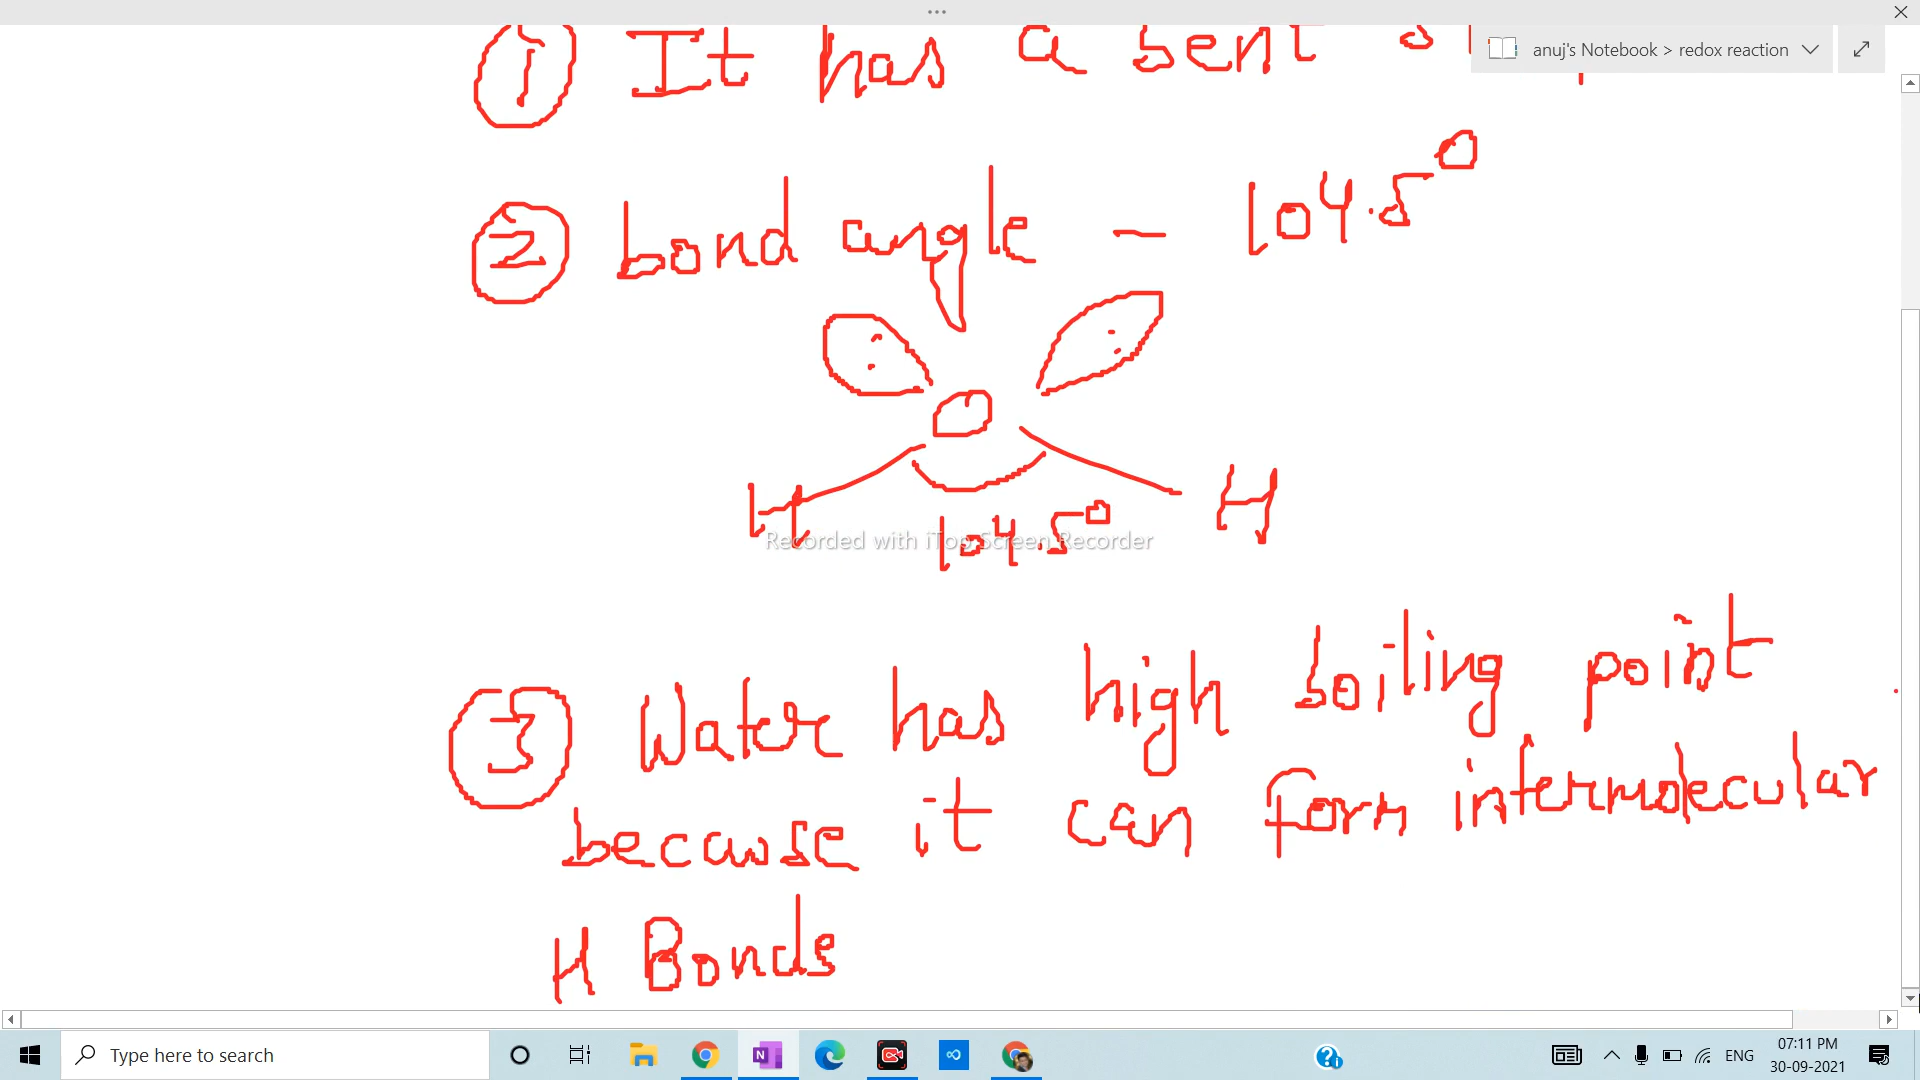 ① It has a bent
anuj's Notebook > redox reaction
② bond angle – 104.5°
O
H H
104.5°
Recorded with iTop Screen Recorder
③ Water has high boiling point
because it can form intermolecular
H Bonds
Type here to search
ENG
07:11 PM
30-09-2021